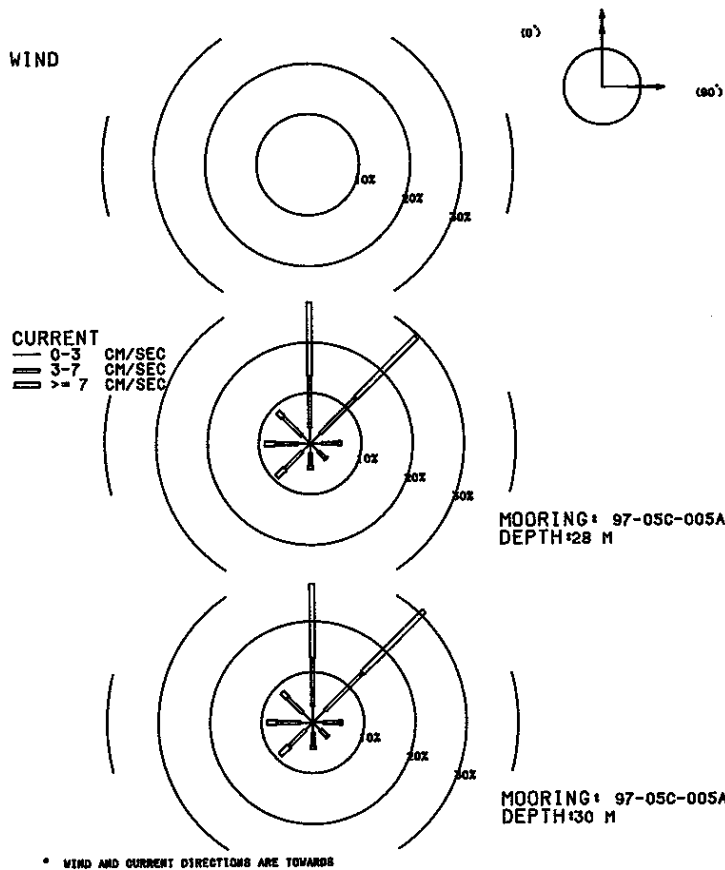 WIND
(0°)
(90°)
10%
20%
30%
CURRENT
0-3 CM/SEC
3-7 CM/SEC
>= 7 CM/SEC
10%
20%
30%
MOORING: 97-05C-005A
DEPTH:28 M
10%
20%
30%
MOORING: 97-05C-005A
DEPTH:30 M
* WIND AND CURRENT DIRECTIONS ARE TOWARDS